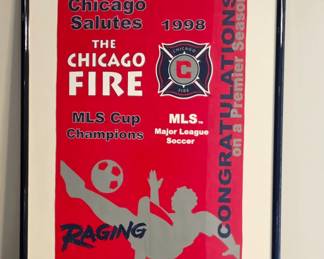 Chicago
Salutes 1998
THE
CHICAGO
FIRE
CHICAGO
C
FIRE
MLS Cup
Champions
MLS™
Major League
Soccer
RAGING
CONGRATULATIONS
on a Premier Season